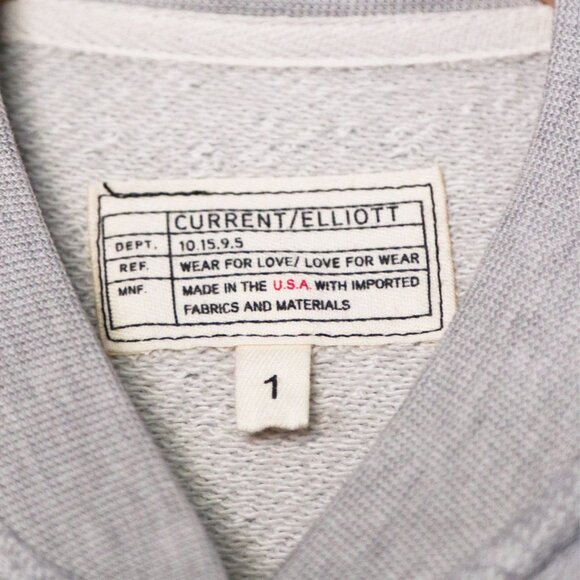 CURRENT/ELLIOTT
DEPT. 10.15.9.5
REF. WEAR FOR LOVE/ LOVE FOR WEAR
MNF. MADE IN THE U.S.A. WITH IMPORTED
FABRICS AND MATERIALS
1